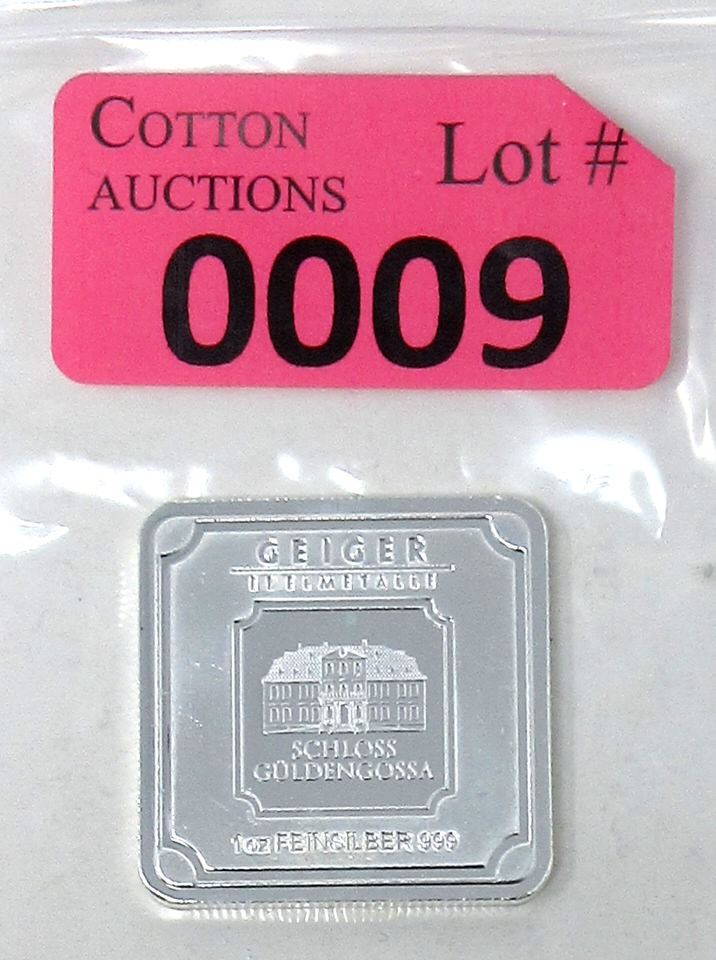 COTTON
AUCTIONS
Lot #
0009
GEIGER
EDELMETALLE
SCHLOSS
GÜLDENGOSSA
1oz FEINSILBER 999